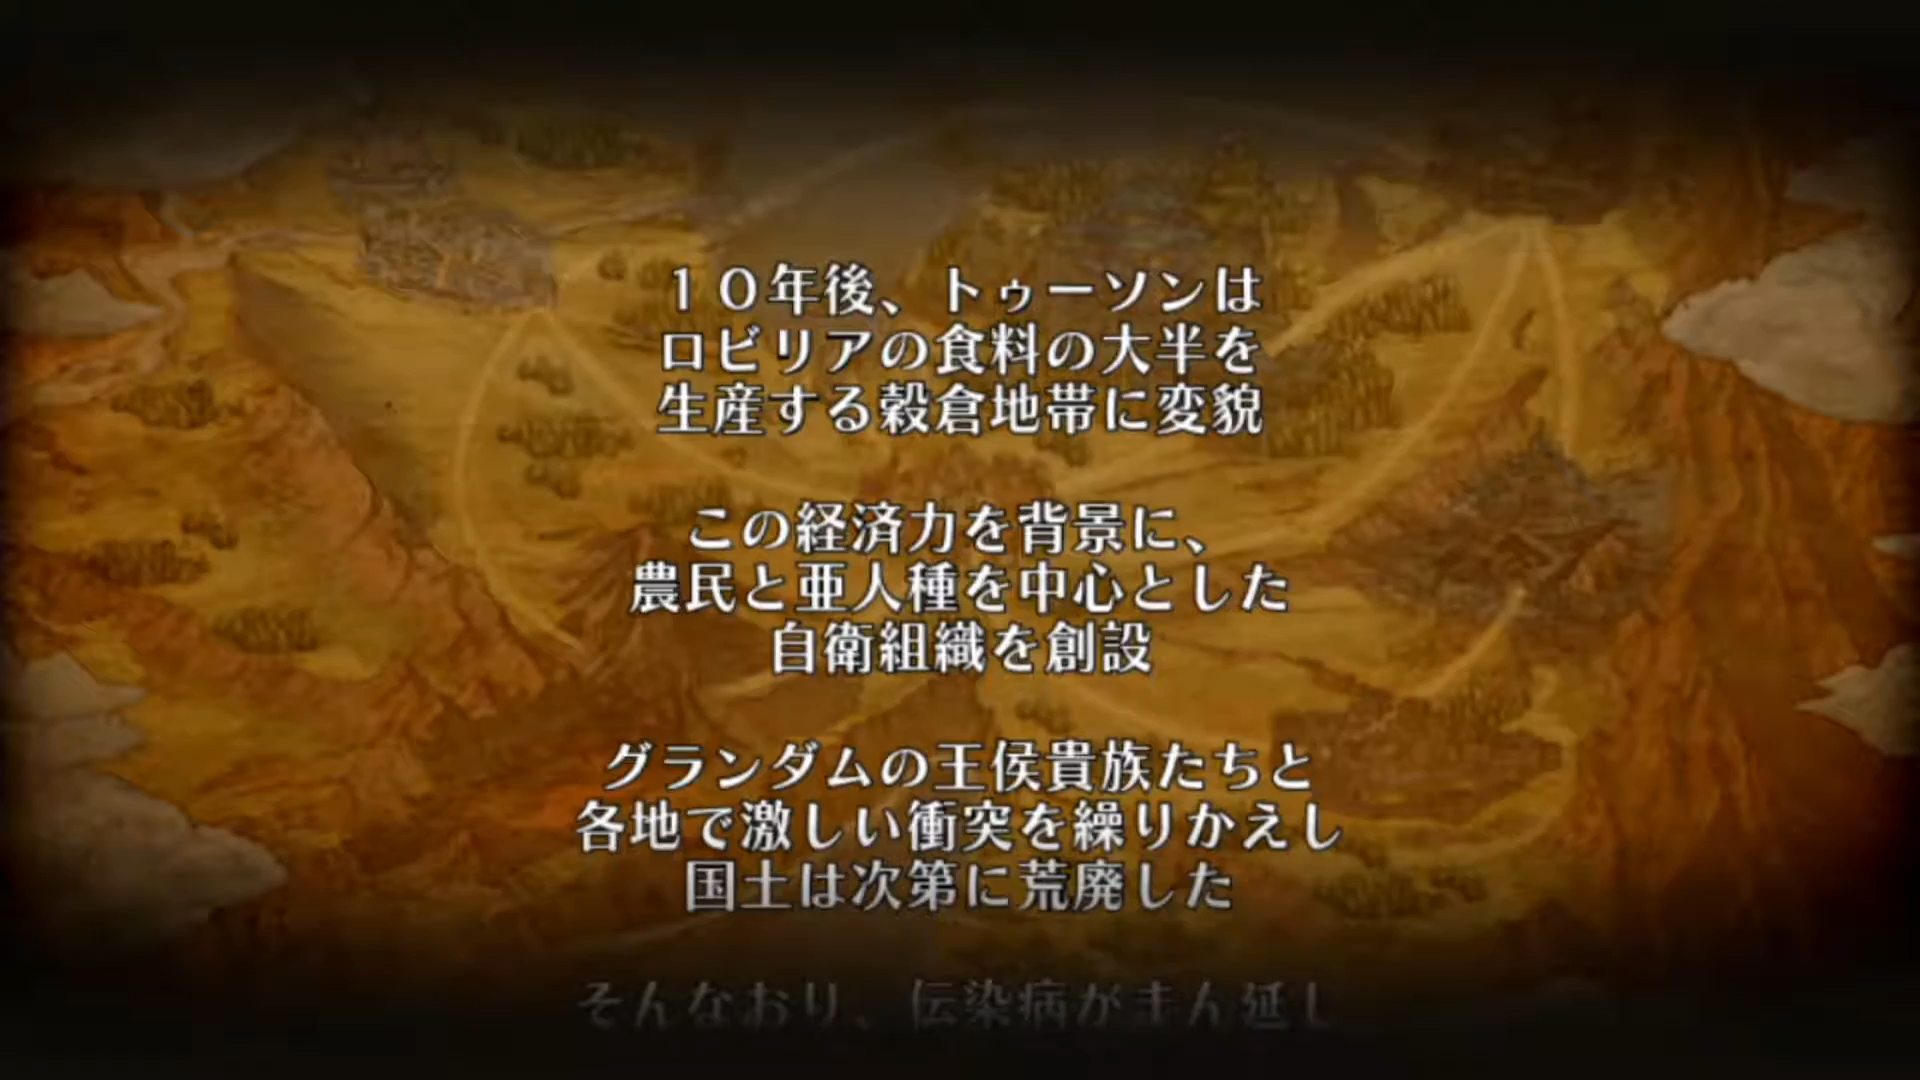 １０年後、トゥーソンは
ロビリアの食料の大半を
生産する穀倉地帯に変貌
この経済力を背景に、
農民と亜人種を中心とした
自衛組織を創設
グランダムの王侯貴族たちと
各地で激しい衝突を繰りかえし
国土は次第に荒廃した
そんなおり、伝染病がまん延し